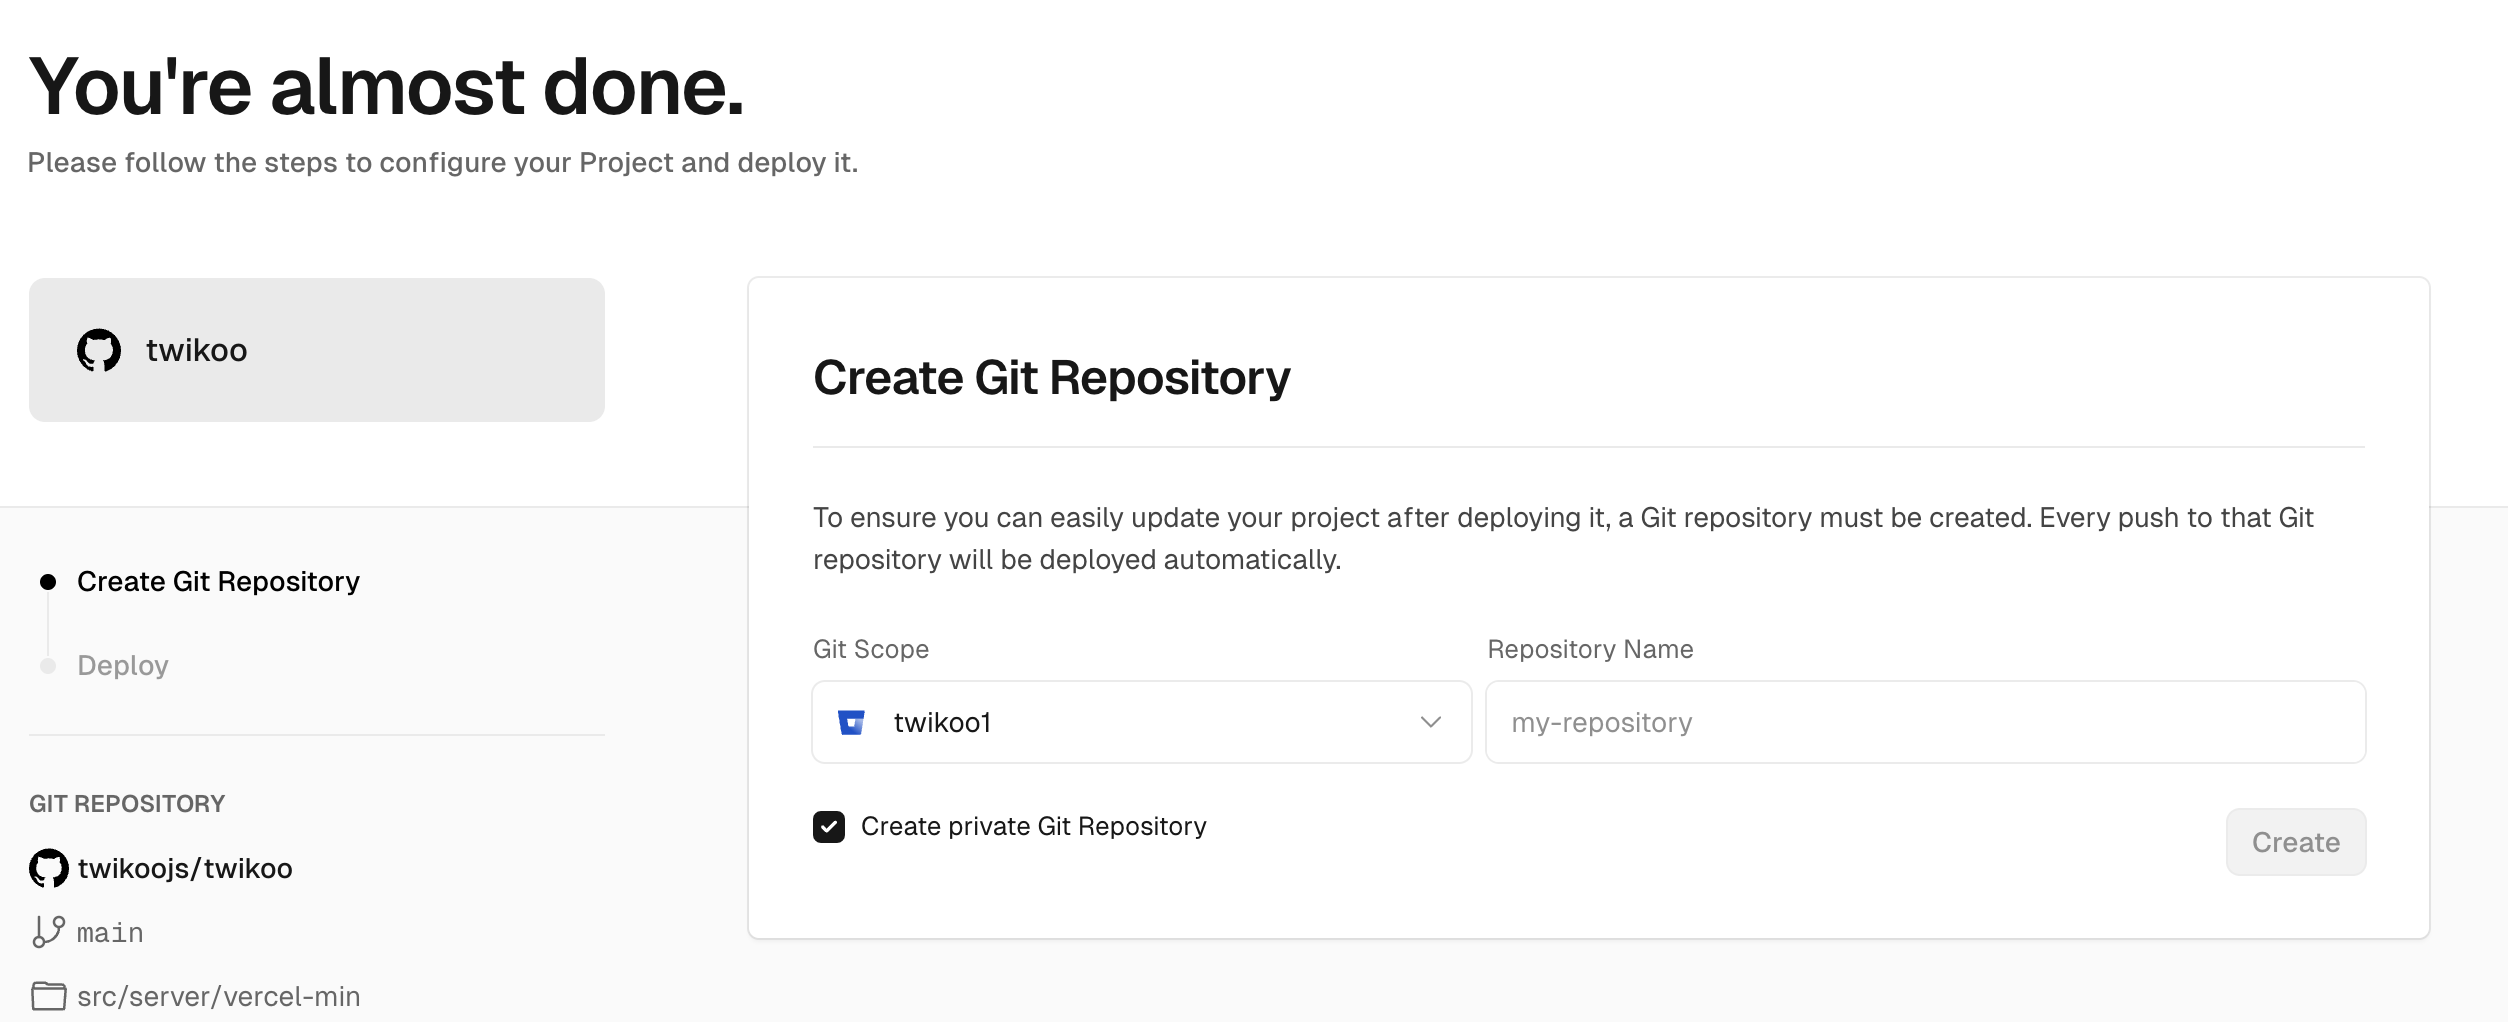 You're almost done.
Please follow the steps to configure your Project and deploy it.
twikoo
Create Git Repository
Deploy
GIT REPOSITORY
twikoojs/twikoo
main
src/server/vercel-min
Create Git Repository
To ensure you can easily update your project after deploying it, a Git repository must be created. Every push to that Git
repository will be deployed automatically.
Git Scope
twikoo1
Repository Name
my-repository
Create private Git Repository
Create